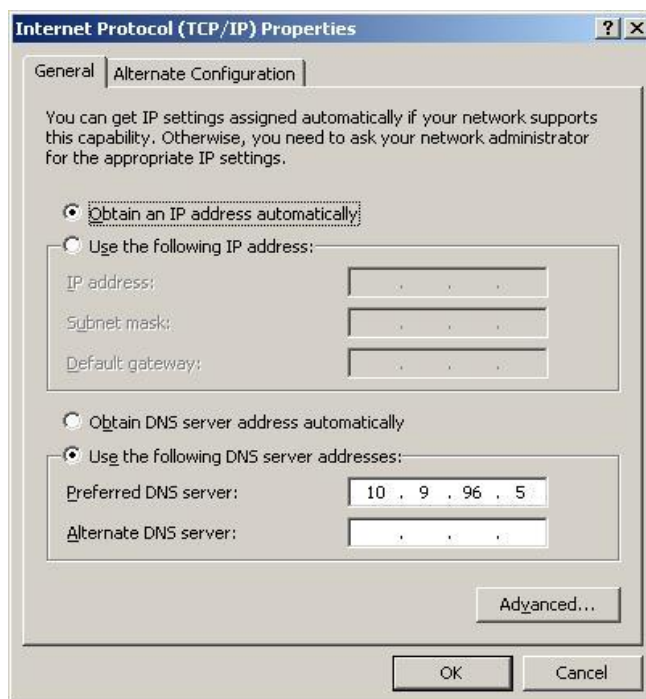 Internet Protocol (TCP/IP) Properties
General
Alternate Configuration
You can get IP settings assigned automatically if your network supports
this capability. Otherwise, you need to ask your network administrator
for the appropriate IP settings.
Obtain an IP address automatically
Use the following IP address:
IP address:
Subnet mask:
Default gateway:
Obtain DNS server address automatically
Use the following DNS server addresses:
Preferred DNS server: 10 . 9 . 96 . 5
Alternate DNS server:
Advanced...
OK Cancel